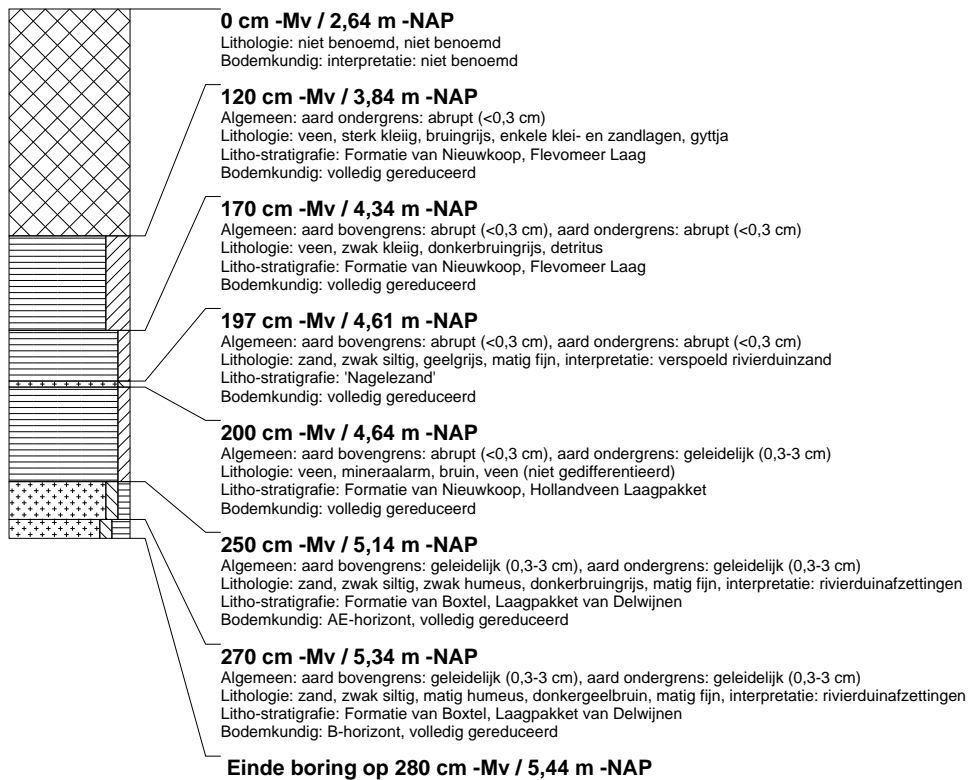 0 cm -Mv / 2,64 m -NAP
Lithologie: niet benoemd, niet benoemd
Bodemkundig: interpretatie: niet benoemd
120 cm -Mv / 3,84 m -NAP
Algemeen: aard ondergrens: abrupt (<0,3 cm)
Lithologie: veen, sterk kleiig, bruingrijs, enkele klei- en zandlagen, gyttja
Litho-stratigrafie: Formatie van Nieuwkoop, Flevomeer Laag
Bodemkundig: volledig gereduceerd
170 cm -Mv / 4,34 m -NAP
Algemeen: aard bovengrens: abrupt (<0,3 cm), aard ondergrens: abrupt (<0,3 cm)
Lithologie: veen, zwak kleiig, donkerbruingrijs, detritus
Litho-stratigrafie: Formatie van Nieuwkoop, Flevomeer Laag
Bodemkundig: volledig gereduceerd
197 cm -Mv / 4,61 m -NAP
Algemeen: aard bovengrens: abrupt (<0,3 cm), aard ondergrens: abrupt (<0,3 cm)
Lithologie: zand, zwak siltig, geelgrijs, matig fijn, interpretatie: verspoeld rivierduinzand
Litho-stratigrafie: 'Nagelezand'
Bodemkundig: volledig gereduceerd
200 cm -Mv / 4,64 m -NAP
Algemeen: aard bovengrens: abrupt (<0,3 cm), aard ondergrens: geleidelijk (0,3-3 cm)
Lithologie: veen, mineraalarm, bruin, veen (niet gedifferentieerd)
Litho-stratigrafie: Formatie van Nieuwkoop, Hollandveen Laagpakket
Bodemkundig: volledig gereduceerd
250 cm -Mv / 5,14 m -NAP
Algemeen: aard bovengrens: geleidelijk (0,3-3 cm), aard ondergrens: geleidelijk (0,3-3 cm)
Lithologie: zand, zwak siltig, zwak humeus, donkerbruingrijs, matig fijn, interpretatie: rivierduinafzettingen
Litho-stratigrafie: Formatie van Boxtel, Laagpakket van Delwijnen
Bodemkundig: AE-horizont, volledig gereduceerd
270 cm -Mv / 5,34 m -NAP
Algemeen: aard bovengrens: geleidelijk (0,3-3 cm), aard ondergrens: geleidelijk (0,3-3 cm)
Lithologie: zand, zwak siltig, matig humeus, donkergeelbruin, matig fijn, interpretatie: rivierduinafzettingen
Litho-stratigrafie: Formatie van Boxtel, Laagpakket van Delwijnen
Bodemkundig: B-horizont, volledig gereduceerd
Einde boring op 280 cm -Mv / 5,44 m -NAP